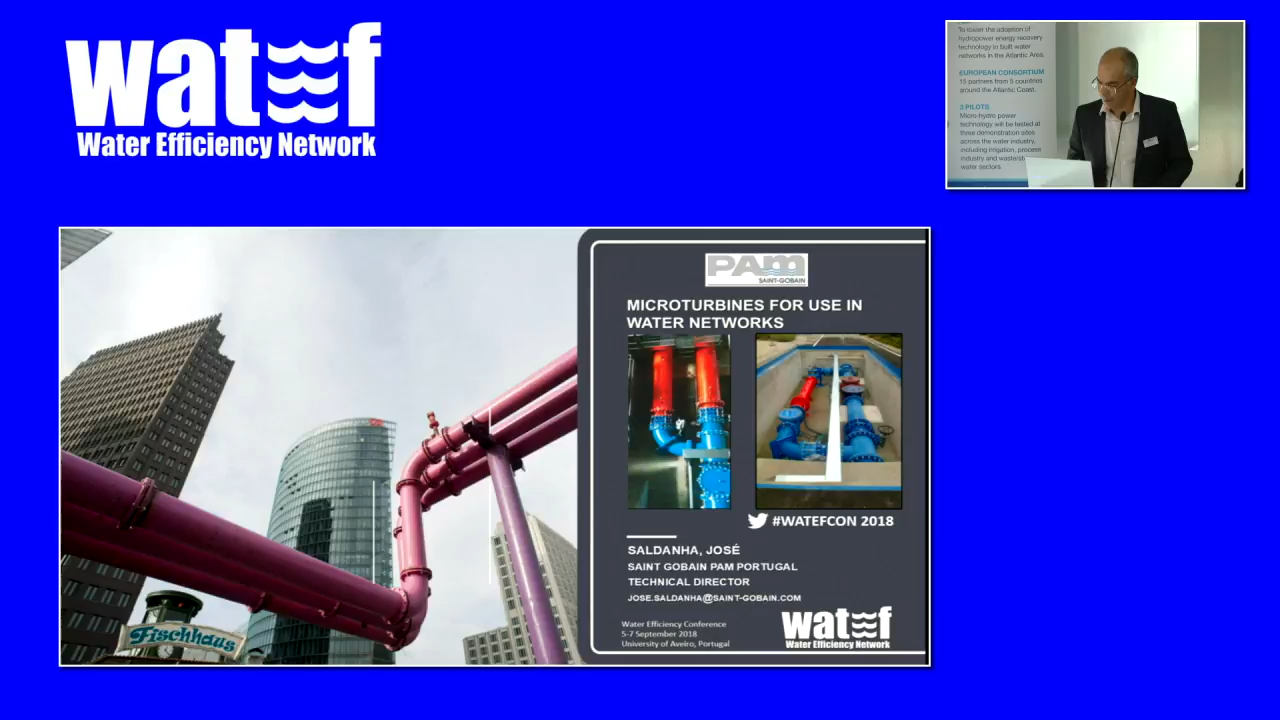 watef
Water Efficiency Network
To foster the adoption of
hydropower energy recovery
technology in built water
networks in the Atlantic Area.
EUROPEAN CONSORTIUM
15 partners from 5 countries
around the Atlantic Coast.
3 PILOTS
Micro-hydro power
technology will be tested at
three demonstration sites
across the water industry,
including irrigation, process
industry and
water sectors.
PAM
SAINT-GOBAIN
MICROTURBINES FOR USE IN
WATER NETWORKS
#WATEFCON 2018
SALDANHA, JOSÉ
SAINT GOBAIN PAM PORTUGAL
TECHNICAL DIRECTOR
JOSE.SALDANHA@SAINT-GOBAIN.COM
Water Efficiency Conference
5-7 September 2018
University of Aveiro, Portugal
watef
Water Efficiency Network
Fischhaus